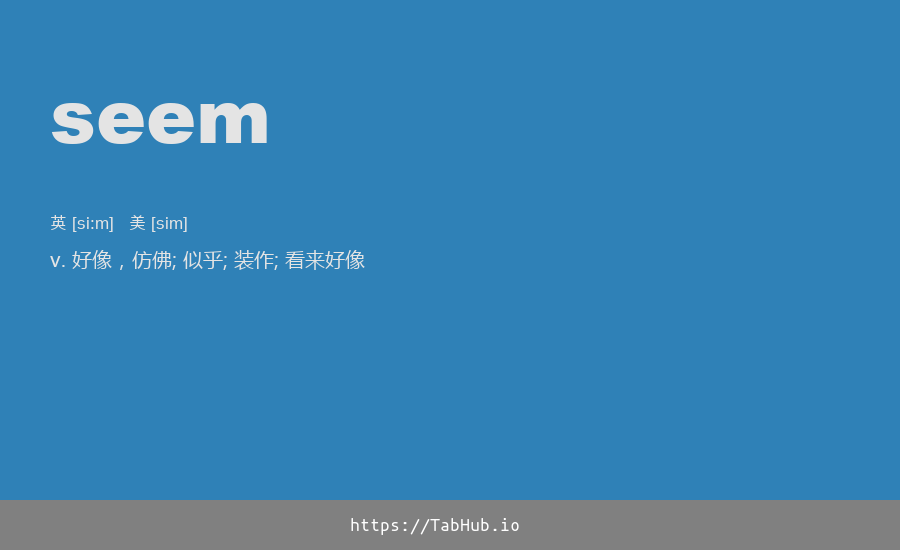 seem
英 [si:m]   美 [sim]
v. 好像，仿佛; 似乎; 装作; 看来好像
https://TabHub.io